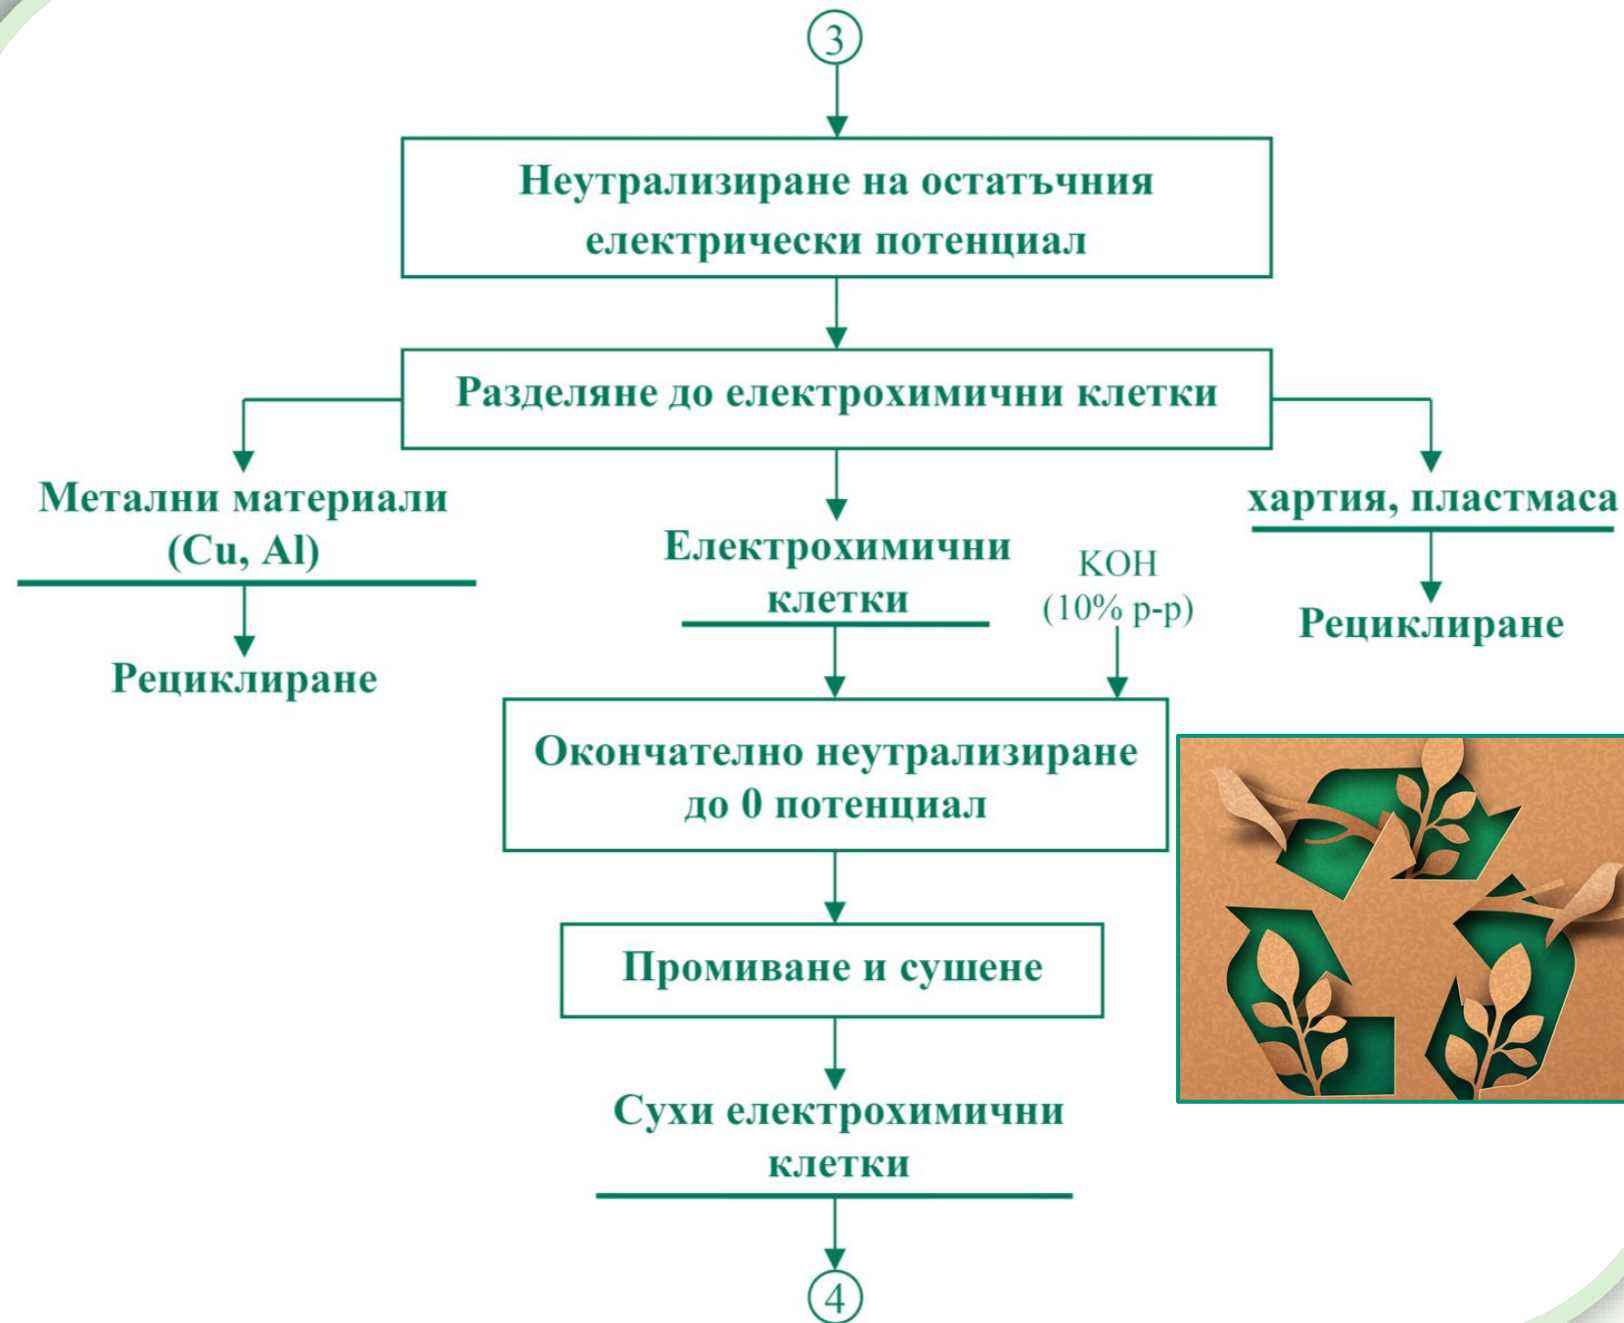 3
Неутрализиране на остатъчния
електрически потенциал
Разделяне до електрохимични клетки
Метални материали
(Cu, Al)
Рециклиране
Електрохимични
клетки
KOH
(10% р-р)
хартия, пластмаса
Рециклиране
Окончателно неутрализиране
до 0 потенциал
Промиване и сушене
Сухи електрохимични
клетки
4